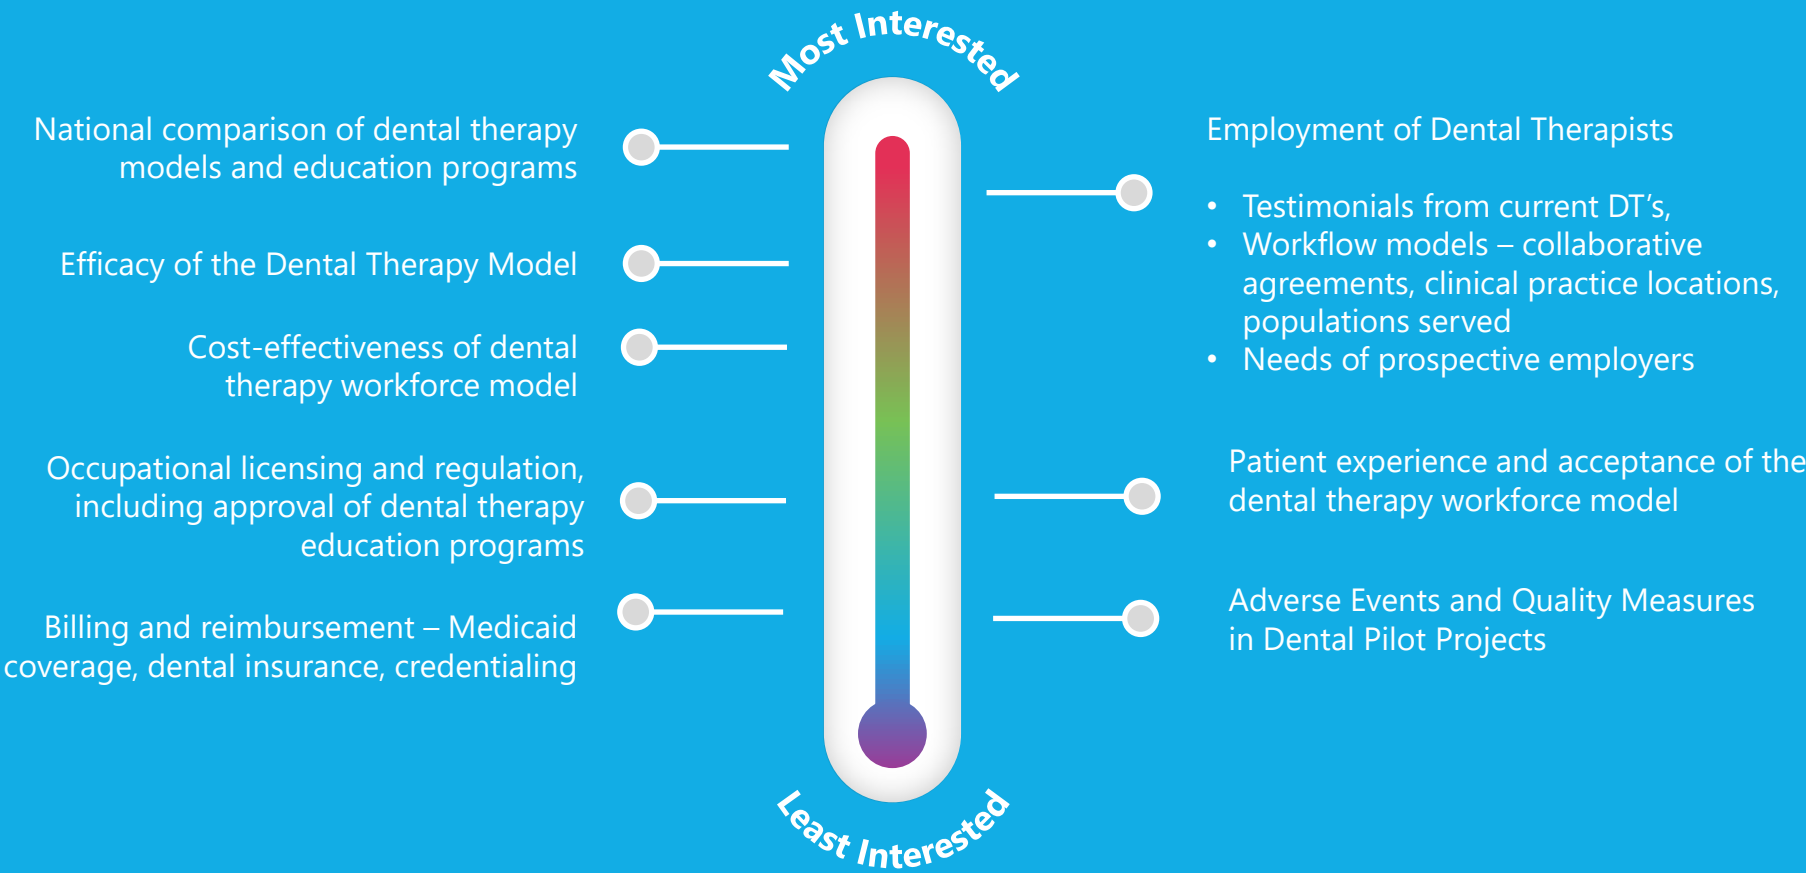 Most Interested
National comparison of dental therapy
models and education programs
Efficacy of the Dental Therapy Model
Cost-effectiveness of dental
therapy workforce model
Occupational licensing and regulation,
including approval of dental therapy
education programs
Billing and reimbursement – Medicaid
coverage, dental insurance, credentialing
Employment of Dental Therapists
• Testimonials from current DT’s,
• Workflow models – collaborative
agreements, clinical practice locations,
populations served
• Needs of prospective employers
Patient experience and acceptance of the
dental therapy workforce model
Adverse Events and Quality Measures
in Dental Pilot Projects
Least Interested